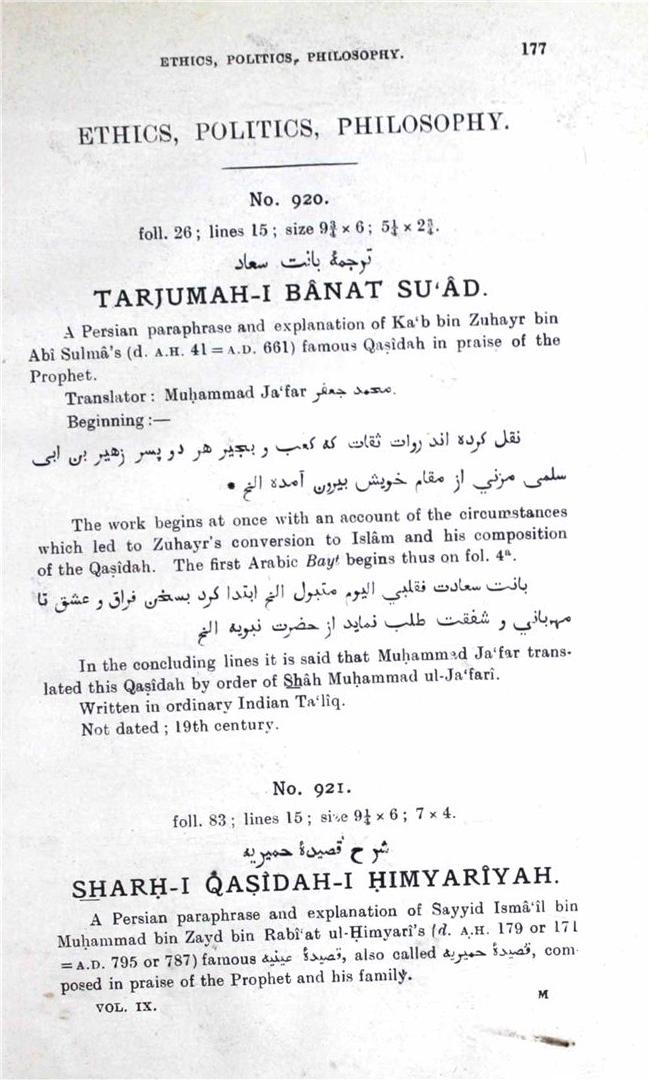 ETHICS, POLITICS, PHILOSOPHY. 177
ETHICS, POLITICS, PHILOSOPHY.
No. 920.
foll. 26; lines 15; size 9¾ × 6; 5¼ × 2¾.
ترجمۀ بانت سعاد
TARJUMAH-I BÂNAT SU‘ÂD.
A Persian paraphrase and explanation of Ka‘b bin Zuhayr bin
Abî Sulmâ's (d. A.H. 41 = A.D. 661) famous Qaṣîdah in praise of the
Prophet.
Translator: Muḥammad Ja‘far محمد جعفر.
Beginning:—
نقل کرده اند روات ثقات که کعب و بجیر هر دو پسر زهیر بن ابی
سلمی مزني از مقام خویش بیرون آمده الخ •
The work begins at once with an account of the circumstances
which led to Zuhayr's conversion to Islâm and his composition
of the Qaṣîdah. The first Arabic Bayt begins thus on fol. 4ª.
بانت سعادت فقلبي الیوم متبول الخ ابتدا کرد بسخن فراق و عشق تا
مهرباني و شفقت طلب نماید از حضرت نبویه الخ
In the concluding lines it is said that Muḥammad Ja‘far trans-
lated this Qaṣîdah by order of Shâh Muḥammad ul-Ja‘farî.
Written in ordinary Indian Ta‘lîq.
Not dated; 19th century.
No. 921.
foll. 83; lines 15; size 9¼ × 6; 7 × 4.
شرح قصیدۀ حمیریه
SHARḤ-I QAṢÎDAH-I ḤIMYARÎYAH.
A Persian paraphrase and explanation of Sayyid Ismâ‘îl bin
Muḥammad bin Zayd bin Rabî‘at ul-Ḥimyarî's (d. A.H. 179 or 171
= A.D. 795 or 787) famous قصیدۀ عینیه, also called قصیدۀ حمیریه, com-
posed in praise of the Prophet and his family.
VOL. IX. M